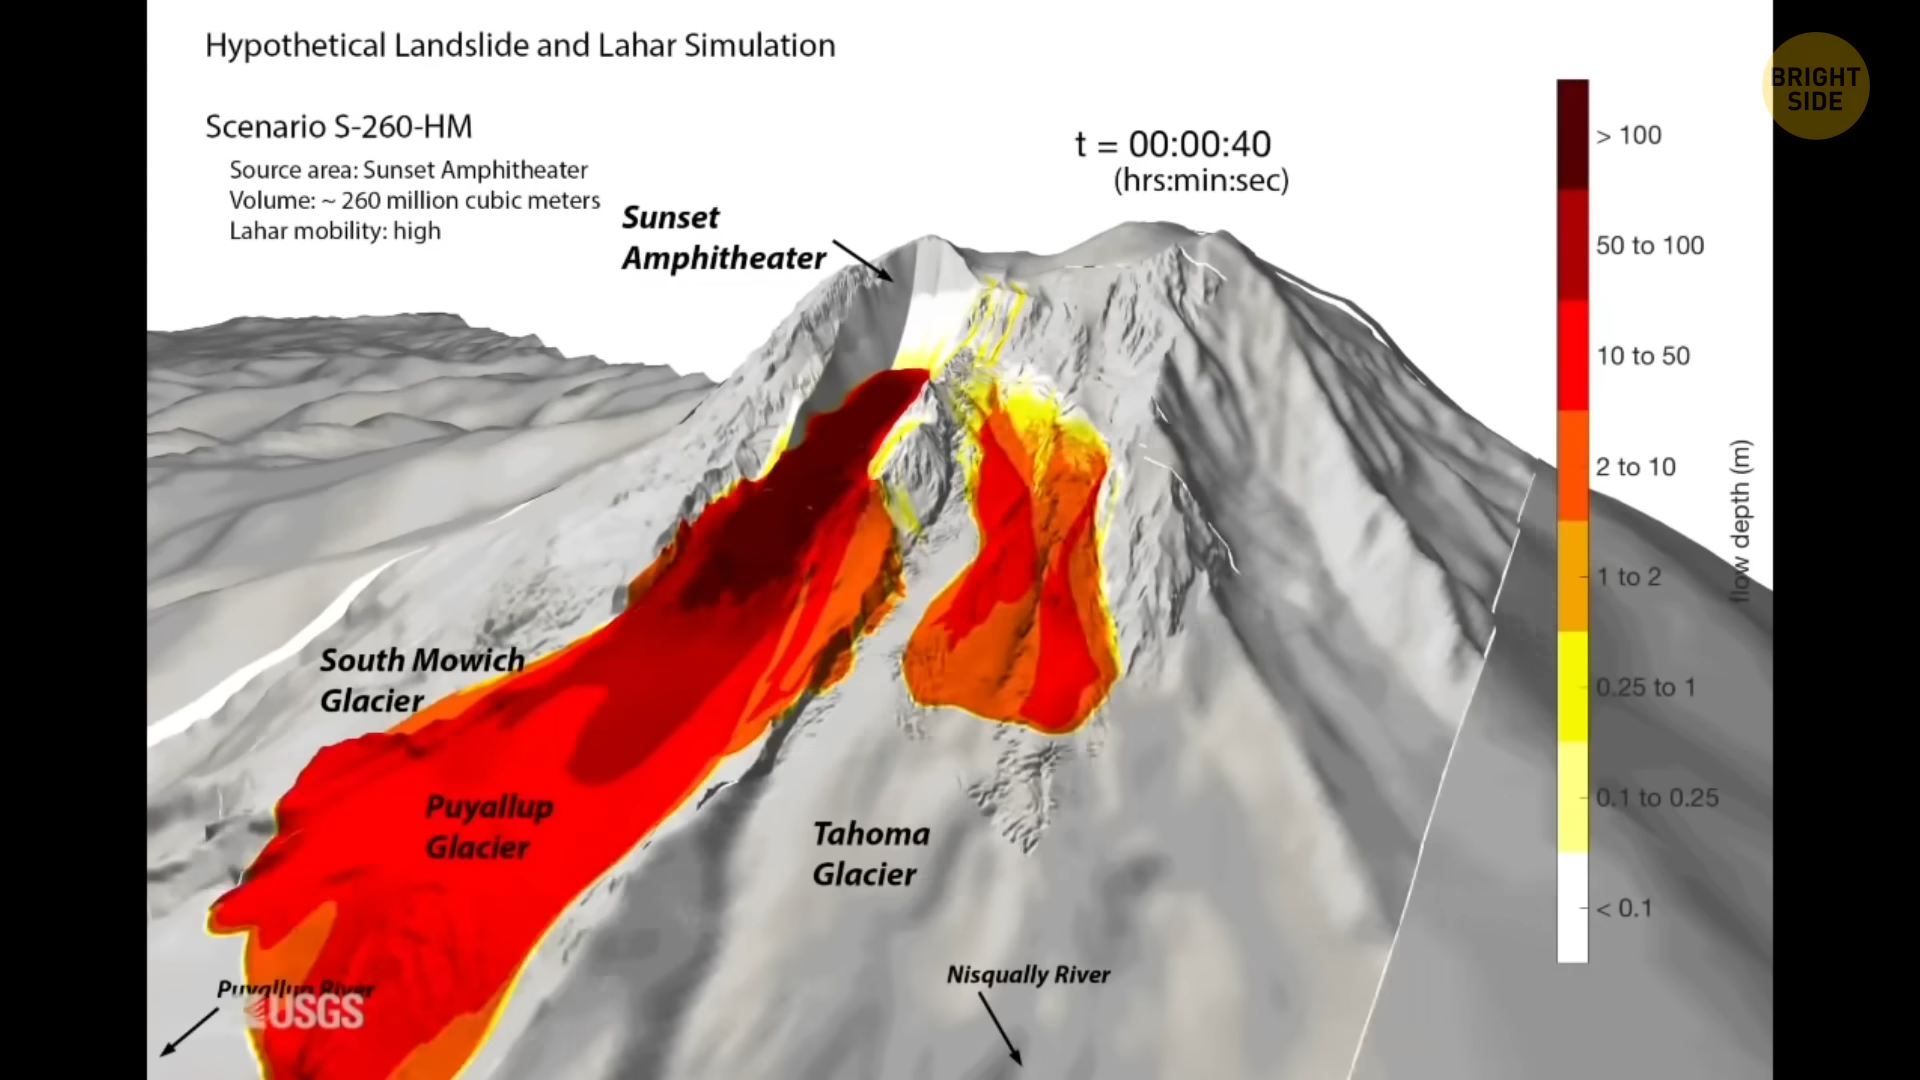 Hypothetical Landslide and Lahar Simulation
BRIGHT
SIDE
Scenario S-260-HM
Source area: Sunset Amphitheater
Volume: ~ 260 million cubic meters
Lahar mobility: high
t = 00:00:40
(hrs:min:sec)
Sunset
Amphitheater
> 100
50 to 100
10 to 50
2 to 10
1 to 2
0.25 to 1
0.1 to 0.25
< 0.1
flow depth (m)
South Mowich
Glacier
Puyallup
Glacier
Tahoma
Glacier
Nisqually River
Puyallup River
USGS